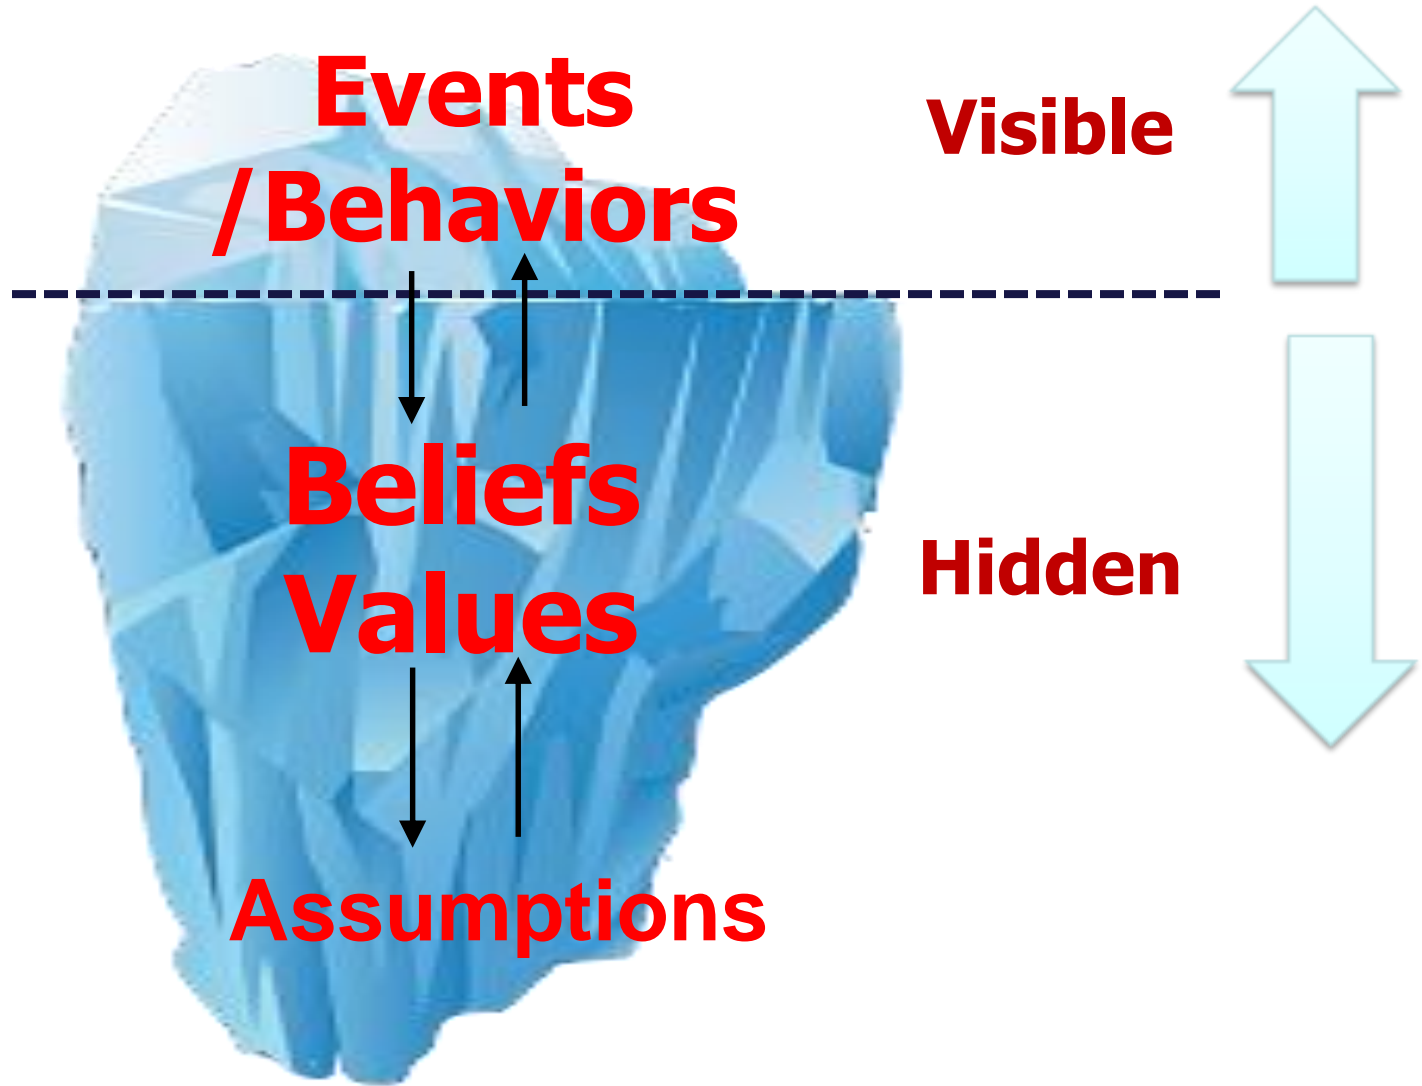 Events
/Behaviors
Visible
Beliefs
Values
Hidden
Assumptions